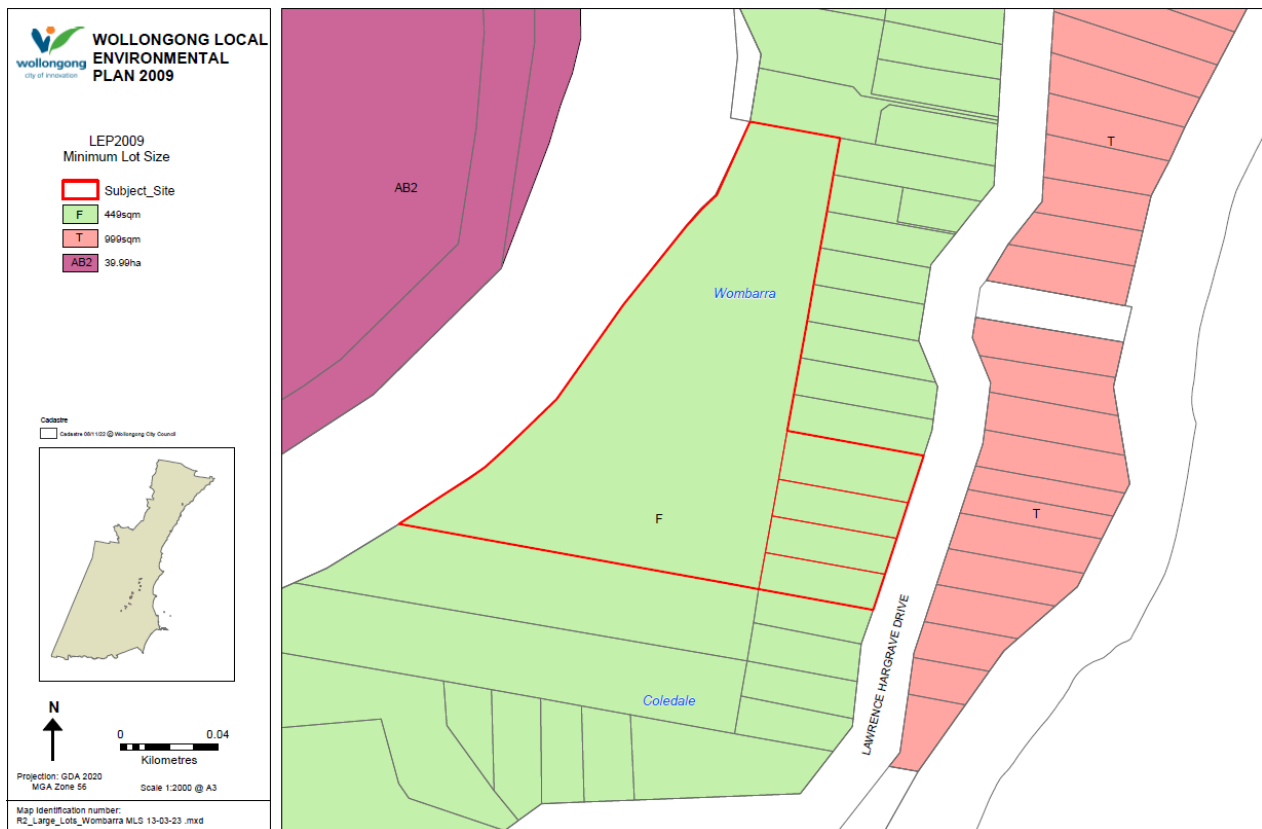 wollongong
city of innovation
WOLLONGONG LOCAL
ENVIRONMENTAL
PLAN 2009
LEP2009
Minimum Lot Size
Subject_Site
F 449sqm
T 999sqm
AB2 39.99ha
Cadastre
Cadastre 08/11/22 @ Wollongong City Council
N
0 0.04
Kilometres
Projection: GDA 2020
MGA Zone 56
Scale 1:2000 @ A3
Map Identification number:
R2_Large_Lots_Wombarra MLS 13-03-23 .mxd
AB2
T
Wombarra
F
T
LAWRENCE HARGRAVE DRIVE
Coledale